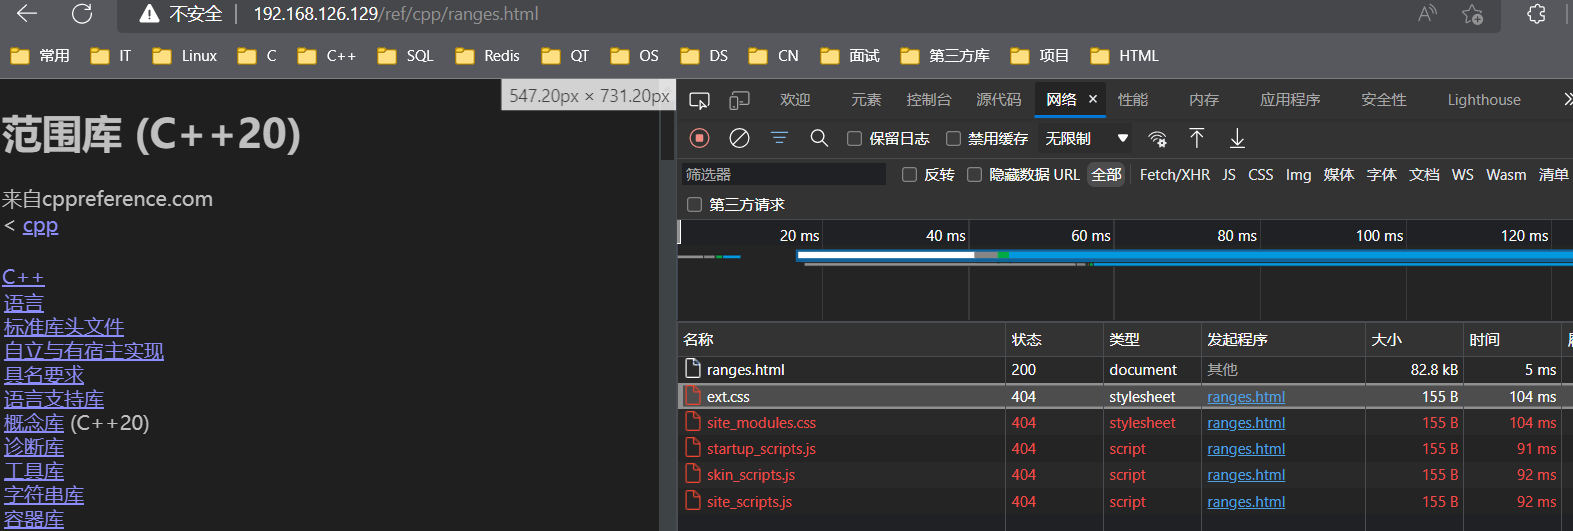 不安全 192.168.126.129/ref/cpp/ranges.html
常用 IT Linux C C++ SQL Redis QT OS DS CN 面试 第三方库 项目 HTML
547.20px × 731.20px
范围库 (C++20)
来自cppreference.com
< cpp
C++
语言
标准库头文件
自立与有宿主实现
具名要求
语言支持库
概念库 (C++20)
诊断库
工具库
字符串库
容器库
欢迎 元素 控制台 源代码 网络 × 性能 内存 应用程序 安全性 Lighthouse
保留日志 禁用缓存 无限制
筛选器 反转 隐藏数据 URL 全部 Fetch/XHR JS CSS Img 媒体 字体 文档 WS Wasm 清单
第三方请求
20 ms 40 ms 60 ms 80 ms 100 ms 120 ms
名称 状态 类型 发起程序 大小 时间
ranges.html 200 document 其他 82.8 kB 5 ms
ext.css 404 stylesheet ranges.html 155 B 104 ms
site_modules.css 404 stylesheet ranges.html 155 B 104 ms
startup_scripts.js 404 script ranges.html 155 B 91 ms
skin_scripts.js 404 script ranges.html 155 B 92 ms
site_scripts.js 404 script ranges.html 155 B 92 ms